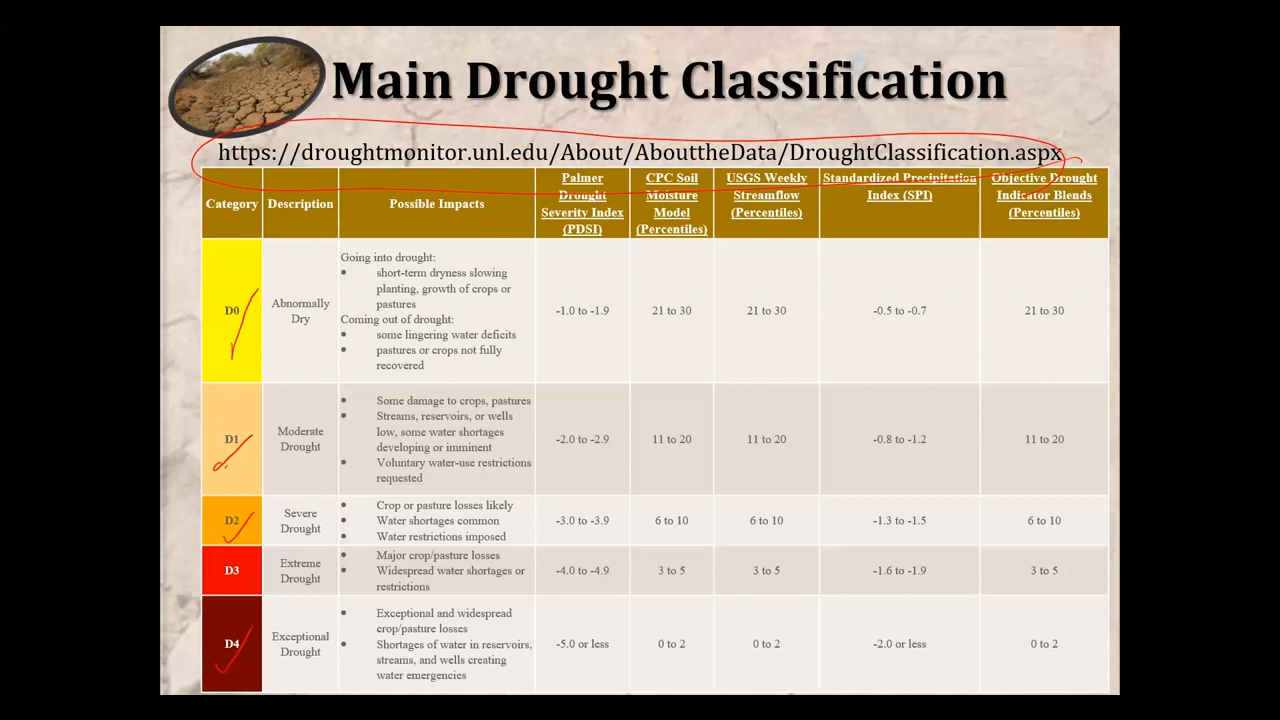 Main Drought Classification
https://droughtmonitor.unl.edu/About/AbouttheData/DroughtClassification.aspx
Category
Description
Possible Impacts
Palmer
Drought
Severity Index
(PDSI)
CPC Soil
Moisture
Model
(Percentiles)
USGS Weekly
Streamflow
(Percentiles)
Standardized Precipitation
Index (SPI)
Objective Drought
Indicator Blends
(Percentiles)
D0
Abnormally
Dry
Going into drought:
• short-term dryness slowing
planting, growth of crops or
pastures
Coming out of drought:
• some lingering water deficits
• pastures or crops not fully
recovered
-1.0 to -1.9
21 to 30
21 to 30
-0.5 to -0.7
21 to 30
D1
Moderate
Drought
• Some damage to crops, pastures
• Streams, reservoirs, or wells
low, some water shortages
developing or imminent
• Voluntary water-use restrictions
requested
-2.0 to -2.9
11 to 20
11 to 20
-0.8 to -1.2
11 to 20
D2
Severe
Drought
• Crop or pasture losses likely
• Water shortages common
• Water restrictions imposed
-3.0 to -3.9
6 to 10
6 to 10
-1.3 to -1.5
6 to 10
D3
Extreme
Drought
• Major crop/pasture losses
• Widespread water shortages or
restrictions
-4.0 to -4.9
3 to 5
3 to 5
-1.6 to -1.9
3 to 5
D4
Exceptional
Drought
• Exceptional and widespread
crop/pasture losses
• Shortages of water in reservoirs,
streams, and wells creating
water emergencies
-5.0 or less
0 to 2
0 to 2
-2.0 or less
0 to 2